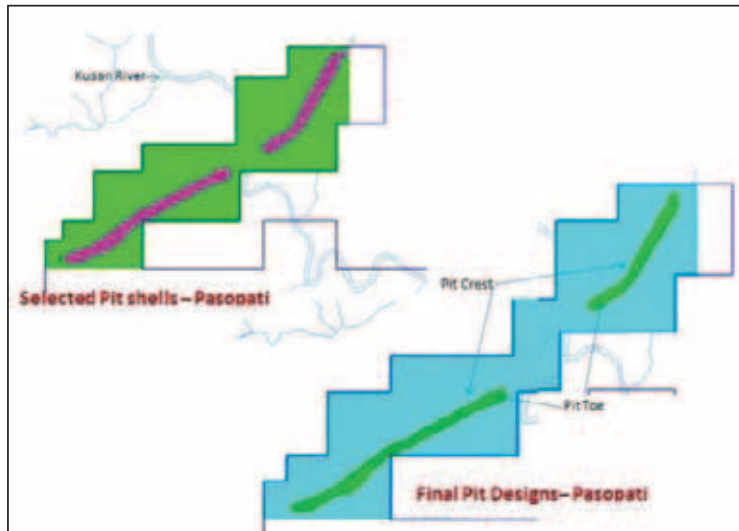 Kusan River
Selected Pit shells – Pasopati
Pit Crest
Pit Toe
Final Pit Designs– Pasopati